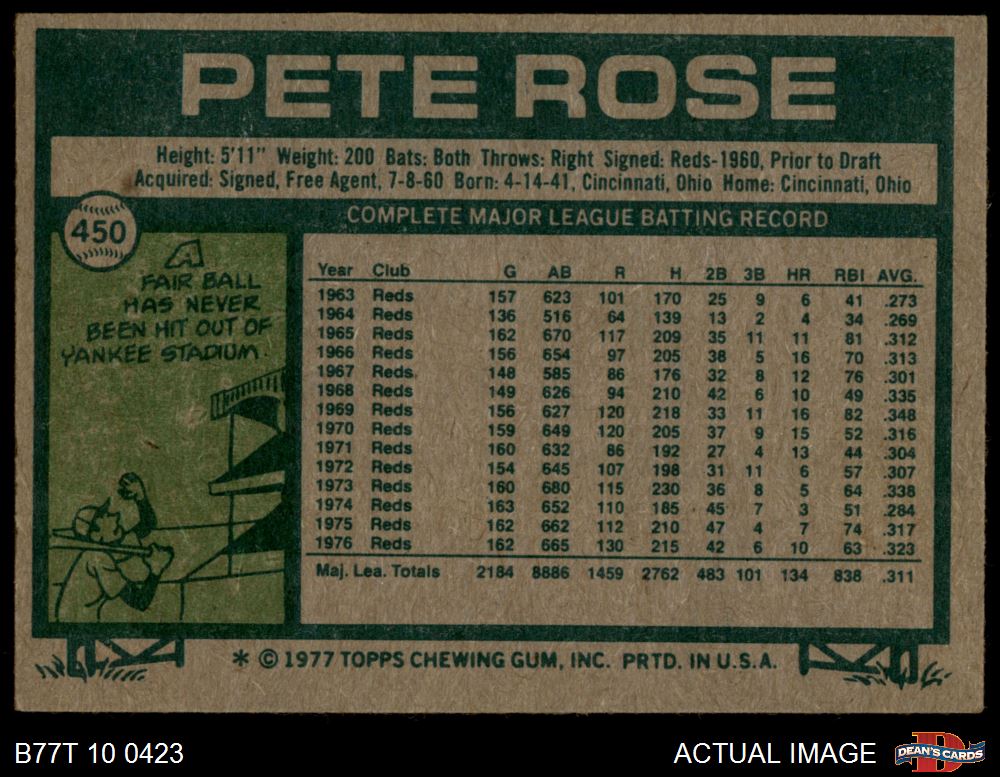 PETE ROSE
Height: 5'11" Weight: 200 Bats: Both Throws: Right Signed: Reds-1960, Prior to Draft
Acquired: Signed, Free Agent, 7-8-60 Born: 4-14-41, Cincinnati, Ohio Home: Cincinnati, Ohio
450
COMPLETE MAJOR LEAGUE BATTING RECORD
A
FAIR BALL
HAS NEVER
BEEN HIT OUT OF
YANKEE STADIUM.
Year Club G AB R H 2B 3B HR RBI AVG.
1963 Reds 157 623 101 170 25 9 6 41 .273
1964 Reds 136 516 64 139 13 2 4 34 .269
1965 Reds 162 670 117 209 35 11 11 81 .312
1966 Reds 156 654 97 205 38 5 16 70 .313
1967 Reds. 148 585 86 176 32 8 12 76 .301
1968 Reds 149 626 94 210 42 6 10 49 .335
1969 Reds 156 627 120 218 33 11 16 82 .348
1970 Reds 159 649 120 205 37 9 15 52 .316
1971 Reds 160 632 86 192 27 4 13 44 .304
1972 Reds 154 645 107 198 31 11 6 57 .307
1973 Reds 160 680 115 230 36 8 5 64 .338
1974 Reds 163 652 110 185 45 7 3 51 .284
1975 Reds 162 662 112 210 47 4 7 74 .317
1976 Reds 162 665 130 215 42 6 10 63 .323
Maj. Lea. Totals 2184 8886 1459 2762 483 101 134 838 .311
* © 1977 TOPPS CHEWING GUM, INC. PRTD. IN U.S.A.
B77T 10 0423
ACTUAL IMAGE
D
DEAN'S CARDS